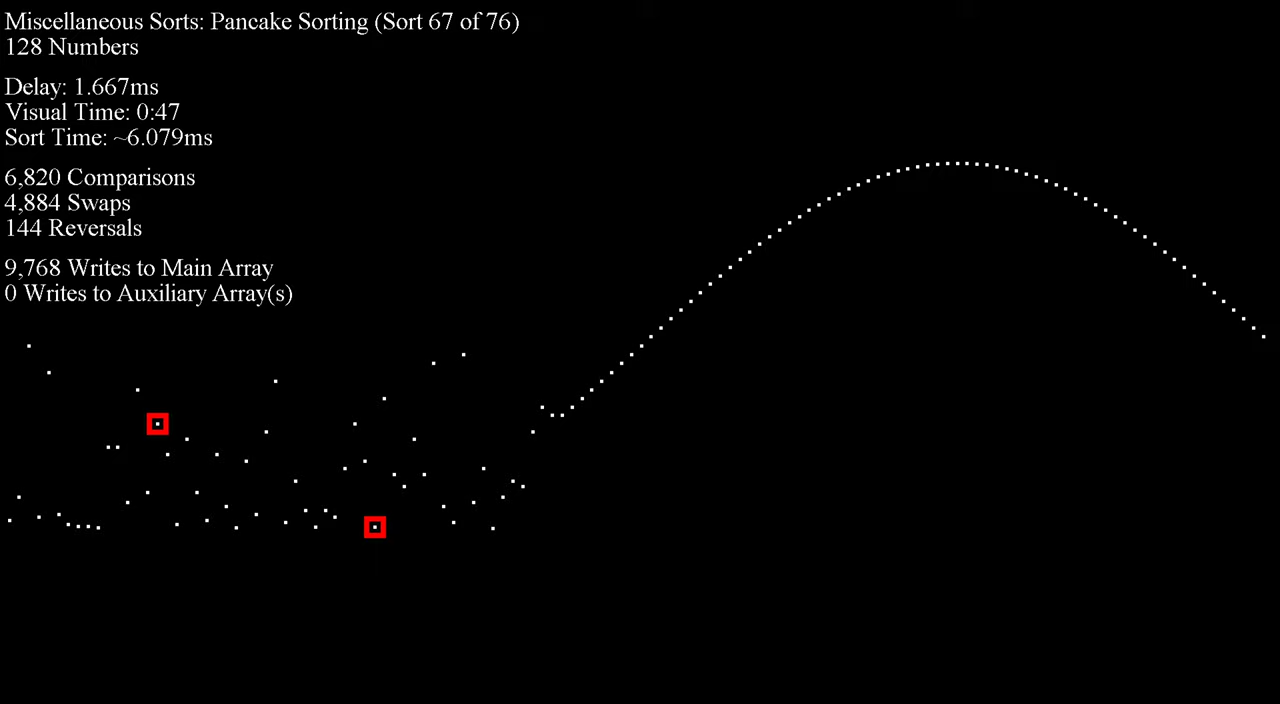 Miscellaneous Sorts: Pancake Sorting (Sort 67 of 76)
128 Numbers
Delay: 1.667ms
Visual Time: 0:47
Sort Time: ~6.079ms
6,820 Comparisons
4,884 Swaps
144 Reversals
9,768 Writes to Main Array
0 Writes to Auxiliary Array(s)